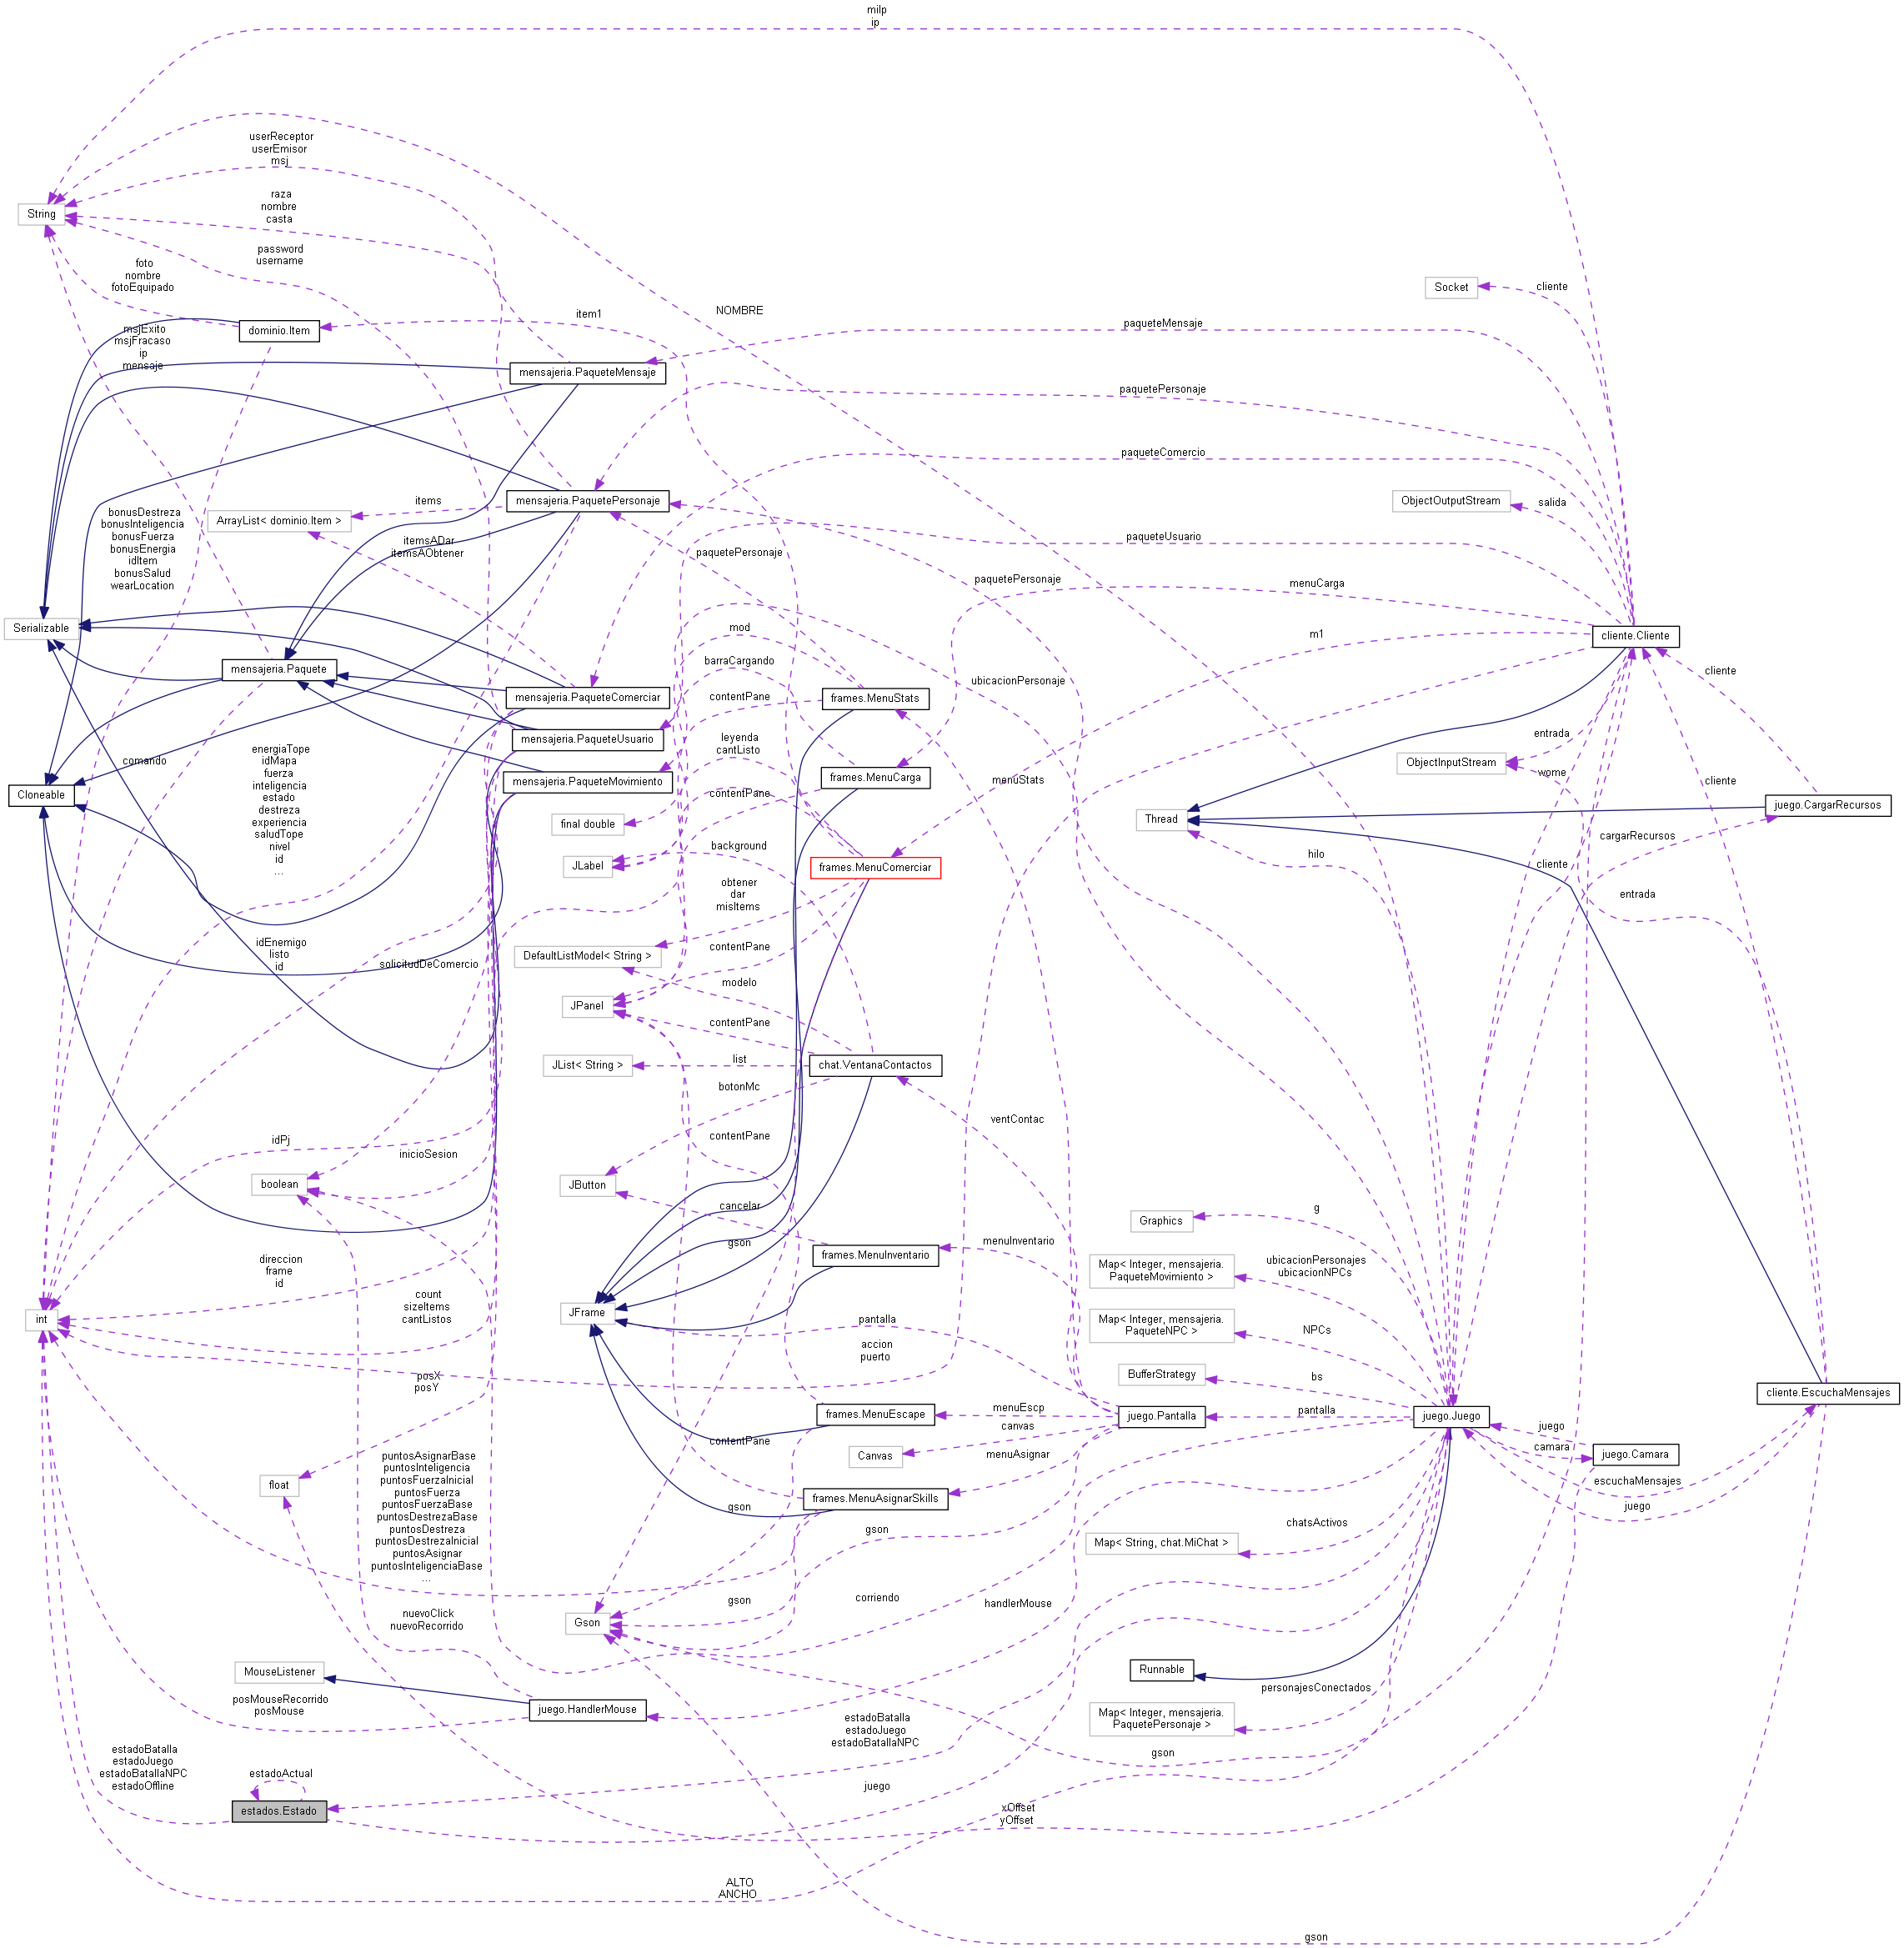 miIp
ip
userReceptor
userEmisor
msj
raza
nombre
casta
String
password
username
foto
nombre
fotoEquipado
Socket
cliente
NOMBRE
item1
dominio.Item
paqueteMensaje
msjExito
msjFracaso
ip
mensaje
mensajeria.PaqueteMensaje
paquetePersonaje
paqueteComercio
items
mensajeria.PaquetePersonaje
ObjectOutputStream
salida
ArrayList< dominio.Item >
bonusDestreza
bonusInteligencia
bonusFuerza
bonusEnergia
idItem
bonusSalud
wearLocation
itemsADar
itemsAObtener
paquetePersonaje
paqueteUsuario
paquetePersonaje
menuCarga
Serializable
mod
m1
cliente.Cliente
mensajeria.Paquete
barraCargando
ubicacionPersonaje
cliente
mensajeria.PaqueteComerciar
contentPane
frames.MenuStats
mensajeria.PaqueteUsuario
leyenda
cantListo
entrada
comando
energiaTope
idMapa
fuerza
inteligencia
estado
destreza
experiencia
saludTope
nivel
id
...
mensajeria.PaqueteMovimiento
frames.MenuCarga
menuStats
ObjectInputStream
wome
cliente
Cloneable
contentPane
juego.CargarRecursos
final double
Thread
cargarRecursos
JLabel
background
frames.MenuComerciar
hilo
cliente
entrada
obtener
dar
misItems
idEnemigo
listo
id
solicitudDeComercio
DefaultListModel< String >
contentPane
modelo
JPanel
contentPane
JList< String >
list
chat.VentanaContactos
botonMc
ventContac
idPj
inicioSesion
contentPane
boolean
JButton
cancelar
Graphics
g
gson
frames.MenuInventario
menuInventario
direccion
frame
id
Map< Integer, mensajeria.
PaqueteMovimiento >
ubicacionPersonajes
ubicacionNPCs
count
sizeItems
cantListos
int
JFrame
pantalla
Map< Integer, mensajeria.
PaqueteNPC >
NPCs
accion
puerto
posX
posY
BufferStrategy
bs
cliente.EscuchaMensajes
frames.MenuEscape
menuEscp
juego.Pantalla
pantalla
juego.Juego
canvas
juego
contentPane
Canvas
menuAsignar
camara
juego.Camara
puntosAsignarBase
puntosInteligencia
puntosFuerzaInicial
puntosFuerza
puntosFuerzaBase
puntosDestrezaBase
puntosDestreza
puntosDestrezaInicial
puntosAsignar
puntosInteligenciaBase
...
float
escuchaMensajes
frames.MenuAsignarSkills
gson
juego
gson
chatsActivos
Map< String, chat.MiChat >
gson
corriendo
handlerMouse
nuevoClick
nuevoRecorrido
Gson
MouseListener
Runnable
personajesConectados
posMouseRecorrido
posMouse
juego.HandlerMouse
Map< Integer, mensajeria.
PaquetePersonaje >
estadoBatalla
estadoJuego
estadoBatallaNPC
estadoBatalla
estadoJuego
estadoBatallaNPC
estadoOffline
gson
estadoActual
juego
estados.Estado
xOffset
yOffset
ALTO
ANCHO
gson